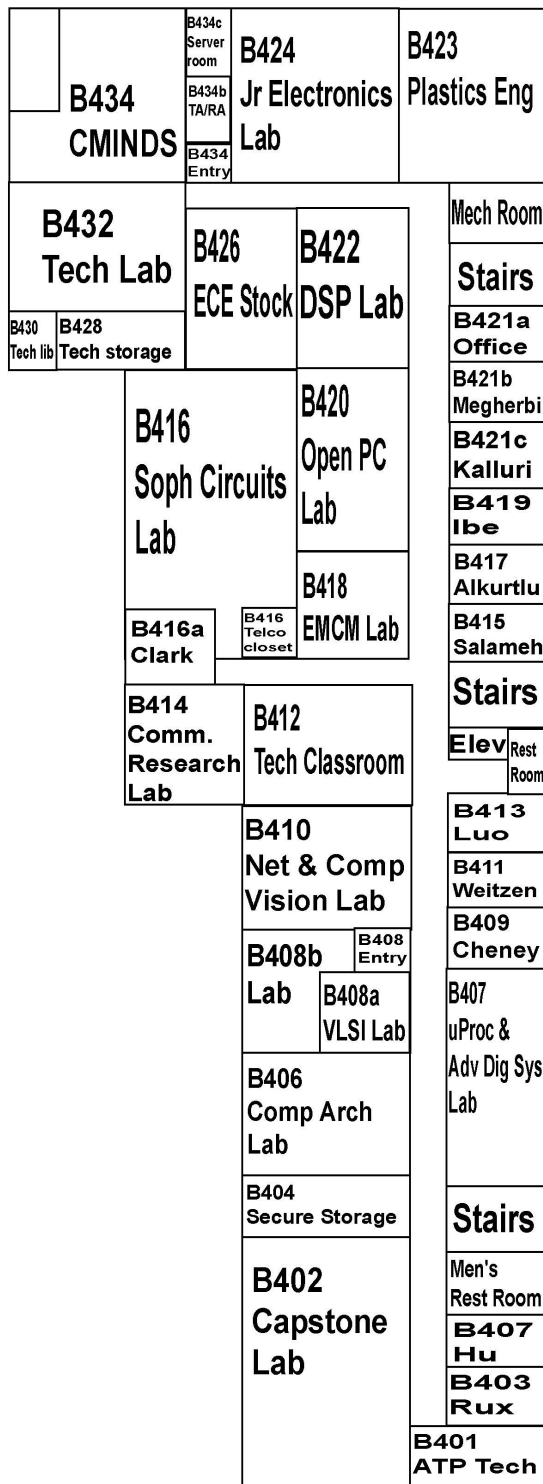 B434
CMINDS
B434c
Server
room
B434b
TA/RA
B434
Entry
B424
Jr Electronics
Lab
B423
Plastics Eng
B432
Tech Lab
B430
Tech lib
B428
Tech storage
B426
ECE Stock
B422
DSP Lab
Mech Room
Stairs
B421a
Office
B421b
Megherbi
B421c
Kalluri
B419
Ibe
B417
Alkurtlu
B415
Salameh
Stairs
Elev
Rest
Room
B416
Soph Circuits
Lab
B420
Open PC
Lab
B418
EMCM Lab
B416a
Clark
B416
Telco
closet
B414
Comm.
Research
Lab
B412
Tech Classroom
B410
Net & Comp
Vision Lab
B408b
Lab
B408
Entry
B408a
VLSI Lab
B406
Comp Arch
Lab
B404
Secure Storage
B402
Capstone
Lab
B413
Luo
B411
Weitzen
B409
Cheney
B407
uProc &
Adv Dig Sys
Lab
Stairs
Men's
Rest Room
B407
Hu
B403
Rux
B401
ATP Tech